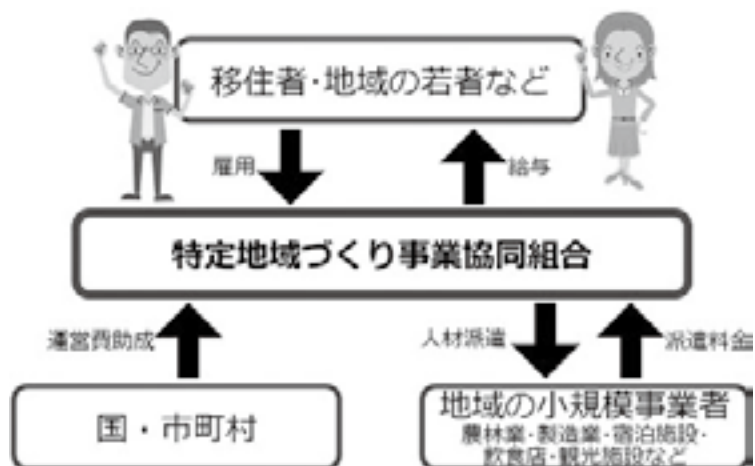 移住者・地域の若者など
雇用
給与
特定地域づくり事業協同組合
運営費助成
人材派遣
派遣料金
国・市町村
地域の小規模事業者
農林業・製造業・宿泊施設・
飲食店・観光施設など